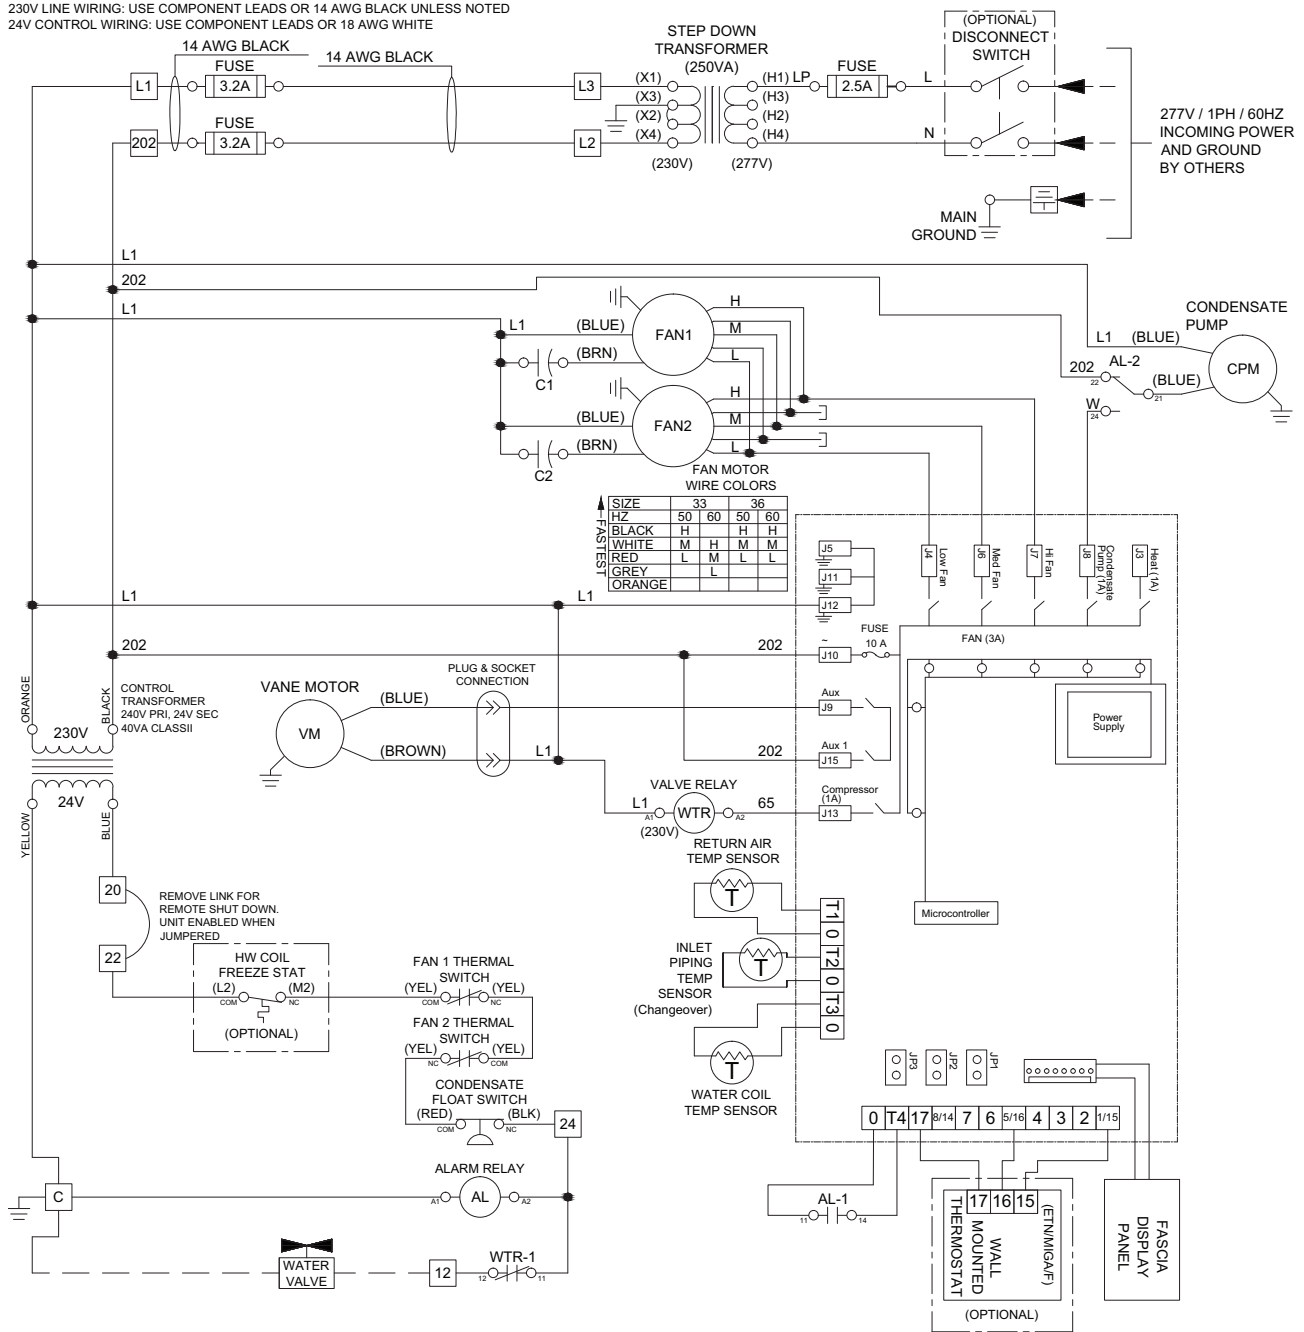 230V LINE WIRING: USE COMPONENT LEADS OR 14 AWG BLACK UNLESS NOTED
24V CONTROL WIRING: USE COMPONENT LEADS OR 18 AWG WHITE
14 AWG BLACK
14 AWG BLACK
L1
FUSE
3.2A
202
FUSE
3.2A
L3
L2
STEP DOWN
TRANSFORMER
(250VA)
(X1)
(X3)
(X2)
(X4)
(230V)
(H1)
(H3)
(H2)
(H4)
(277V)
LP
FUSE
2.5A
L
N
(OPTIONAL)
DISCONNECT
SWITCH
277V / 1PH / 60HZ
INCOMING POWER
AND GROUND
BY OTHERS
MAIN
GROUND
L1
202
L1
L1
(BLUE)
(BRN)
C1
FAN1
H
M
L
(BLUE)
(BRN)
C2
FAN2
H
M
L
CONDENSATE
PUMP
L1 (BLUE)
202
22
AL-2
21
(BLUE)
CPM
W
24
FAN MOTOR
WIRE COLORS
FASTEST
SIZE 33 36
HZ 50 60 50 60
BLACK H H H
WHITE M H M M
RED L M L L
GREY L
ORANGE
J5
J11
J12
J4
Low Fan
J6
Med Fan
J7
Hi Fan
J8
Condensate
Pump (1A)
J3
Heat (1A)
FAN (3A)
L1
L1
202
202
~
J10
FUSE
10 A
ORANGE
BLACK
CONTROL
TRANSFORMER
240V PRI, 24V SEC
40VA CLASSII
230V
24V
YELLOW
BLUE
VANE MOTOR
VM
(BLUE)
(BROWN)
PLUG & SOCKET
CONNECTION
L1
Aux
J9
202
Aux 1
J15
Power
Supply
VALVE RELAY
L1
A1
WTR
A2
65
(230V)
Compressor
(1A)
J13
Microcontroller
RETURN AIR
TEMP SENSOR
T
INLET
PIPING
TEMP
SENSOR
(Changeover)
T
T
WATER COIL
TEMP SENSOR
T1
0
T2
0
T3
0
20
22
REMOVE LINK FOR
REMOTE SHUT DOWN.
UNIT ENABLED WHEN
JUMPERED
HW COIL
FREEZE STAT
(L2)
COM
(M2)
NC
(OPTIONAL)
FAN 1 THERMAL
SWITCH
(YEL)
COM
(YEL)
NC
FAN 2 THERMAL
SWITCH
(YEL)
NC
(YEL)
COM
CONDENSATE
FLOAT SWITCH
(RED)
COM
(BLK)
NC
24
JP3
JP2
JP1
0 T4 17 8/14 7 6 5/16 4 3 2 1/15
C
ALARM RELAY
A1
AL
A2
WATER
VALVE
12
WTR-1
12
11
AL-1
11
14
17 16 15
WALL
MOUNTED
THERMOSTAT
(ETN/MIGA/F)
(OPTIONAL)
FASCIA
DISPLAY
PANEL